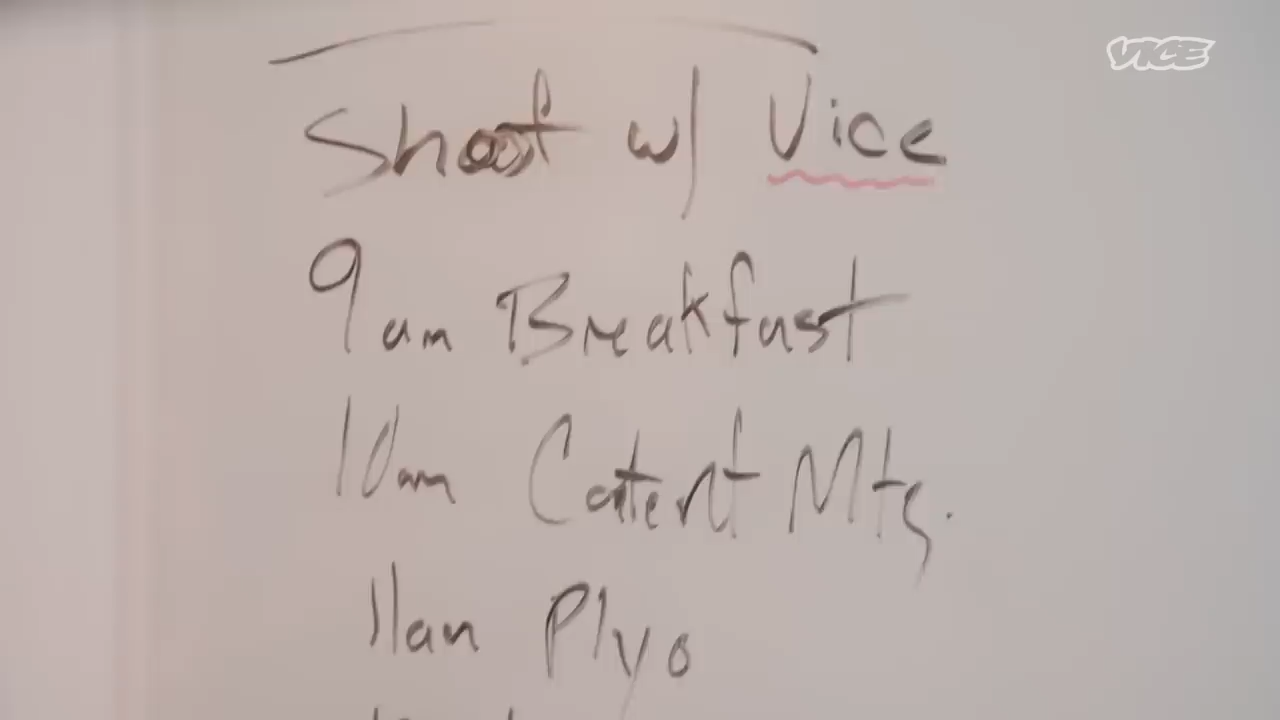 VICE
Shoot w/ Vice
9am Breakfast
10am Content Mtg.
11am Plyo